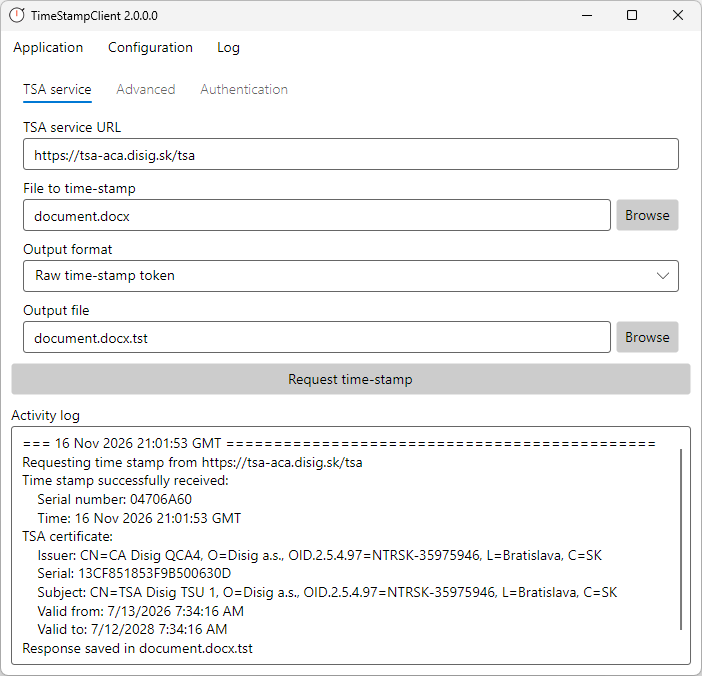 TimeStampClient 2.0.0.0
Application Configuration Log
TSA service Advanced Authentication
TSA service URL
https://tsa-aca.disig.sk/tsa
File to time-stamp
document.docx Browse
Output format
Raw time-stamp token
Output file
document.docx.tst Browse
Request time-stamp
Activity log
=== 16 Nov 2026 21:01:53 GMT =============================================
Requesting time stamp from https://tsa-aca.disig.sk/tsa
Time stamp successfully received:
Serial number: 04706A60
Time: 16 Nov 2026 21:01:53 GMT
TSA certificate:
Issuer: CN=CA Disig QCA4, O=Disig a.s., OID.2.5.4.97=NTRSK-35975946, L=Bratislava, C=SK
Serial: 13CF851853F9B500630D
Subject: CN=TSA Disig TSU 1, O=Disig a.s., OID.2.5.4.97=NTRSK-35975946, L=Bratislava, C=SK
Valid from: 7/13/2026 7:34:16 AM
Valid to: 7/12/2028 7:34:16 AM
Response saved in document.docx.tst